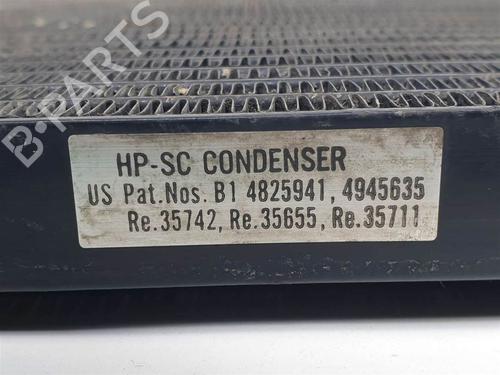 B-PARTS
HP-SC CONDENSER
US Pat.Nos. B1 4825941, 4945635
Re.35742, Re.35655, Re.35711